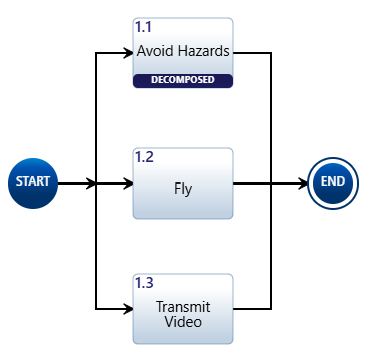 1.1
Avoid Hazards
DECOMPOSED
1.2
START
Fly
END
1.3
Transmit
Video